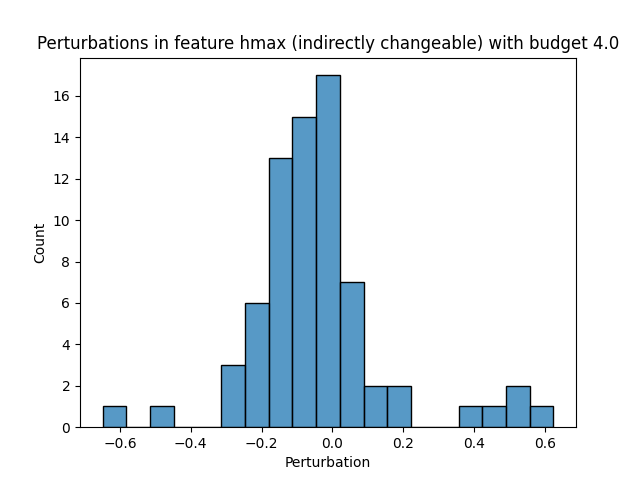 Perturbations in feature hmax (indirectly changeable) with budget 4.0
16
14
12
10
8
6
4
2
0
Count
−0.6 −0.4 −0.2 0.0 0.2 0.4 0.6
Perturbation